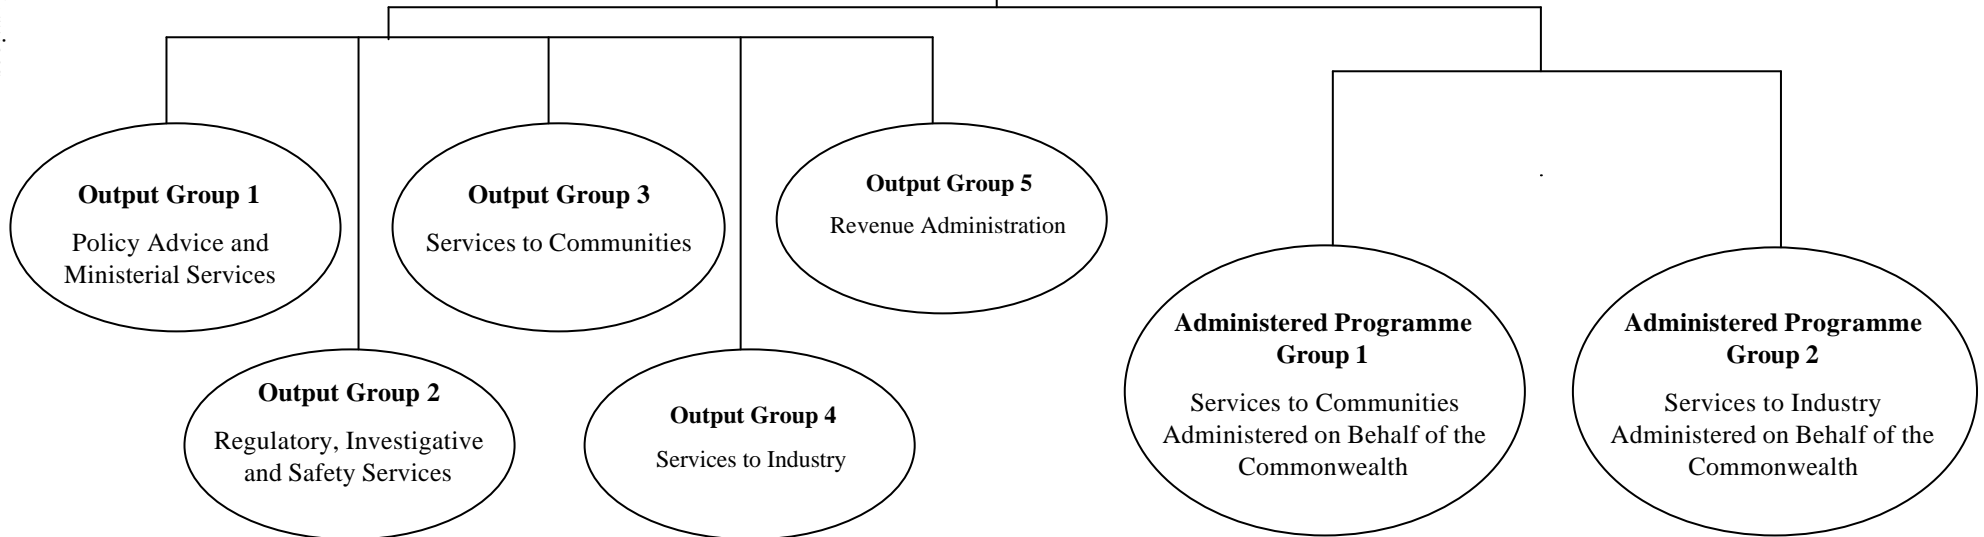 Output Group 1
Policy Advice and
Ministerial Services
Output Group 2
Regulatory, Investigative
and Safety Services
Output Group 3
Services to Communities
Output Group 4
Services to Industry
Output Group 5
Revenue Administration
Administered Programme
Group 1
Services to Communities
Administered on Behalf of the
Commonwealth
Administered Programme
Group 2
Services to Industry
Administered on Behalf of the
Commonwealth